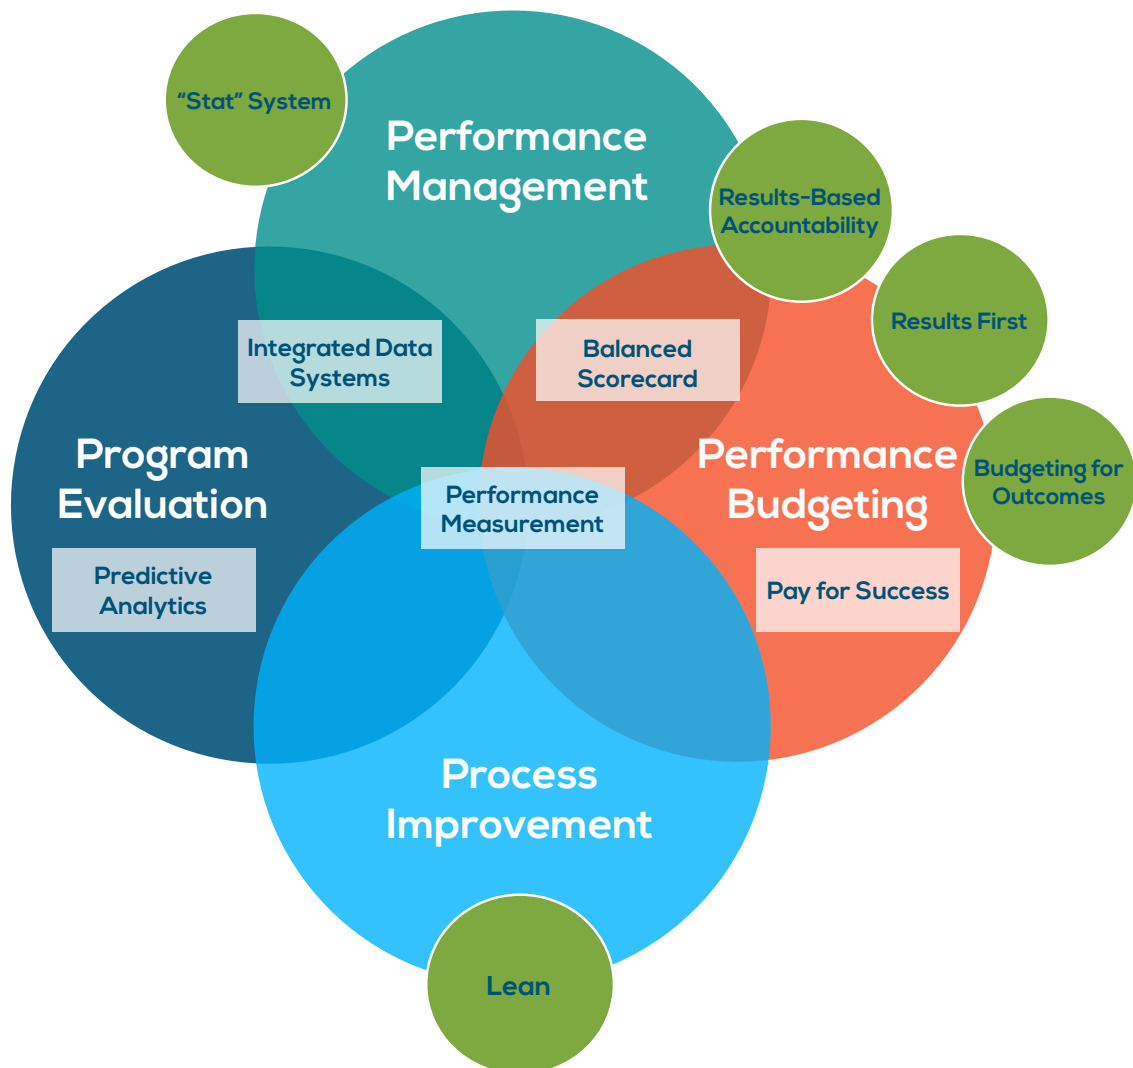 “Stat” System
Performance
Management
Results-Based
Accountability
Results First
Integrated Data
Systems
Balanced
Scorecard
Program
Evaluation
Performance
Budgeting
Budgeting for
Outcomes
Performance
Measurement
Predictive
Analytics
Pay for Success
Process
Improvement
Lean